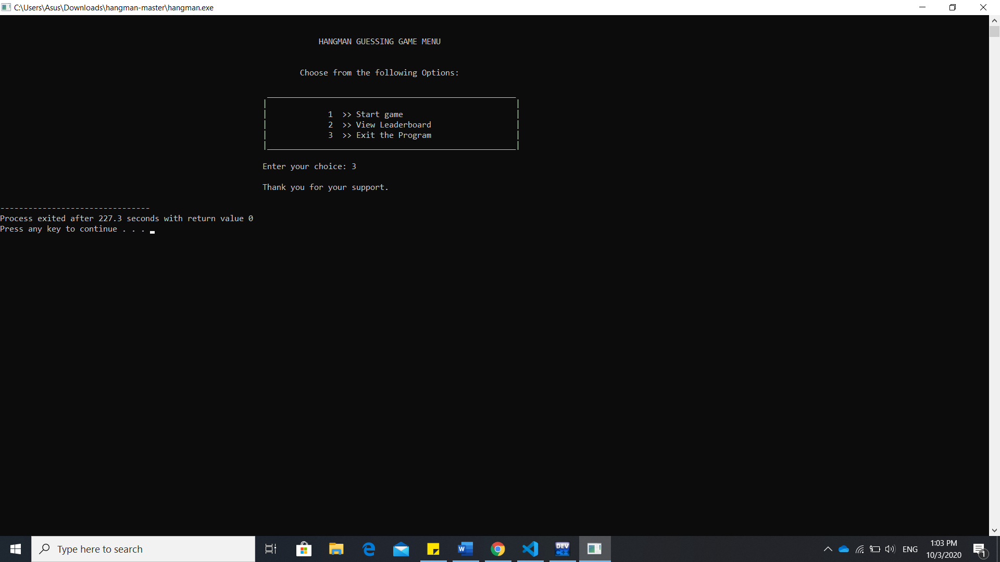 C:\Users\Asus\Downloads\hangman-master\hangman.exe
HANGMAN GUESSING GAME MENU
Choose from the following Options:
1 >> Start game
2 >> View Leaderboard
3 >> Exit the Program
Enter your choice: 3
Thank you for your support.
--------------------------------
Process exited after 227.3 seconds with return value 0
Press any key to continue . . .
Type here to search
W
DEV
C++
ENG
1:03 PM
10/3/2020
1